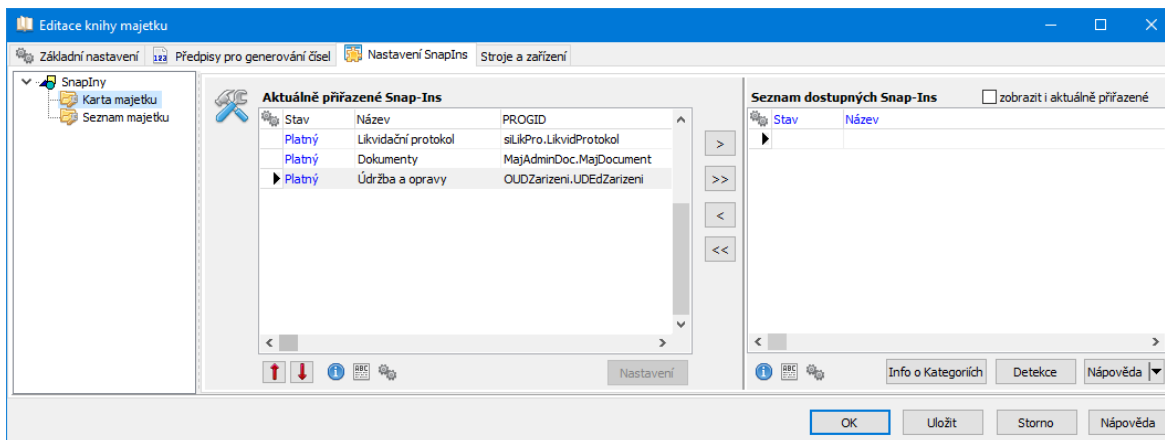 Editace knihy majetku
Základní nastavení 123 Předpisy pro generování čísel Nastavení SnapIns Stroje a zařízení
SnapIny
Karta majetku
Seznam majetku
Aktuálně přiřazené Snap-Ins
Stav Název PROGID
Platný Likvidační protokol siLikPro.LikvidProtokol
Platný Dokumenty MajAdminDoc.MajDocument
Platný Údržba a opravy OUDZarizeni.UDEdZarizeni
Nastavení
>
>>
<
<<
Seznam dostupných Snap-Ins zobrazit i aktuálně přiřazené
Stav Název
Info o Kategoriích Detekce Nápověda
OK Uložit Storno Nápověda